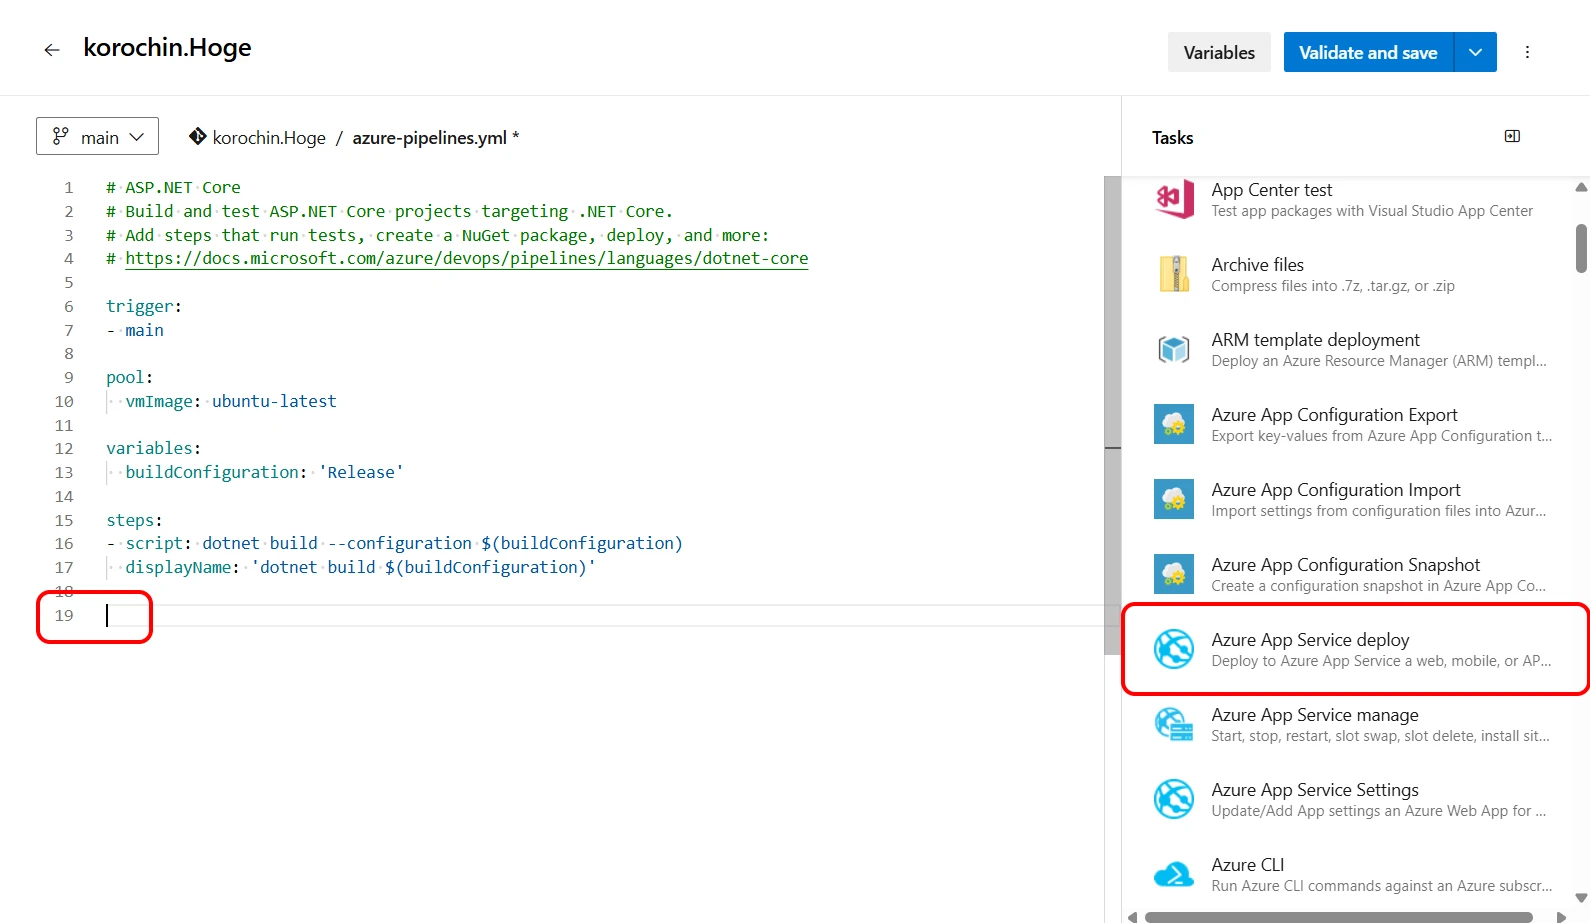 korochin.Hoge
Variables
Validate and save
main
korochin.Hoge / azure-pipelines.yml *
Tasks
1 # ASP.NET Core
2 # Build and test ASP.NET Core projects targeting .NET Core.
3 # Add steps that run tests, create a NuGet package, deploy, and more:
4 # https://docs.microsoft.com/azure/devops/pipelines/languages/dotnet-core
5
6 trigger:
7 - main
8
9 pool:
10   vmImage: ubuntu-latest
11
12 variables:
13   buildConfiguration: 'Release'
14
15 steps:
16 - script: dotnet build --configuration $(buildConfiguration)
17   displayName: 'dotnet build $(buildConfiguration)'
18
19
App Center test
Test app packages with Visual Studio App Center
Archive files
Compress files into .7z, .tar.gz, or .zip
ARM template deployment
Deploy an Azure Resource Manager (ARM) templ...
Azure App Configuration Export
Export key-values from Azure App Configuration t...
Azure App Configuration Import
Import settings from configuration files into Azur...
Azure App Configuration Snapshot
Create a configuration snapshot in Azure App Co...
Azure App Service deploy
Deploy to Azure App Service a web, mobile, or AP...
Azure App Service manage
Start, stop, restart, slot swap, slot delete, install sit...
Azure App Service Settings
Update/Add App settings an Azure Web App for ...
Azure CLI
Run Azure CLI commands against an Azure subscr...